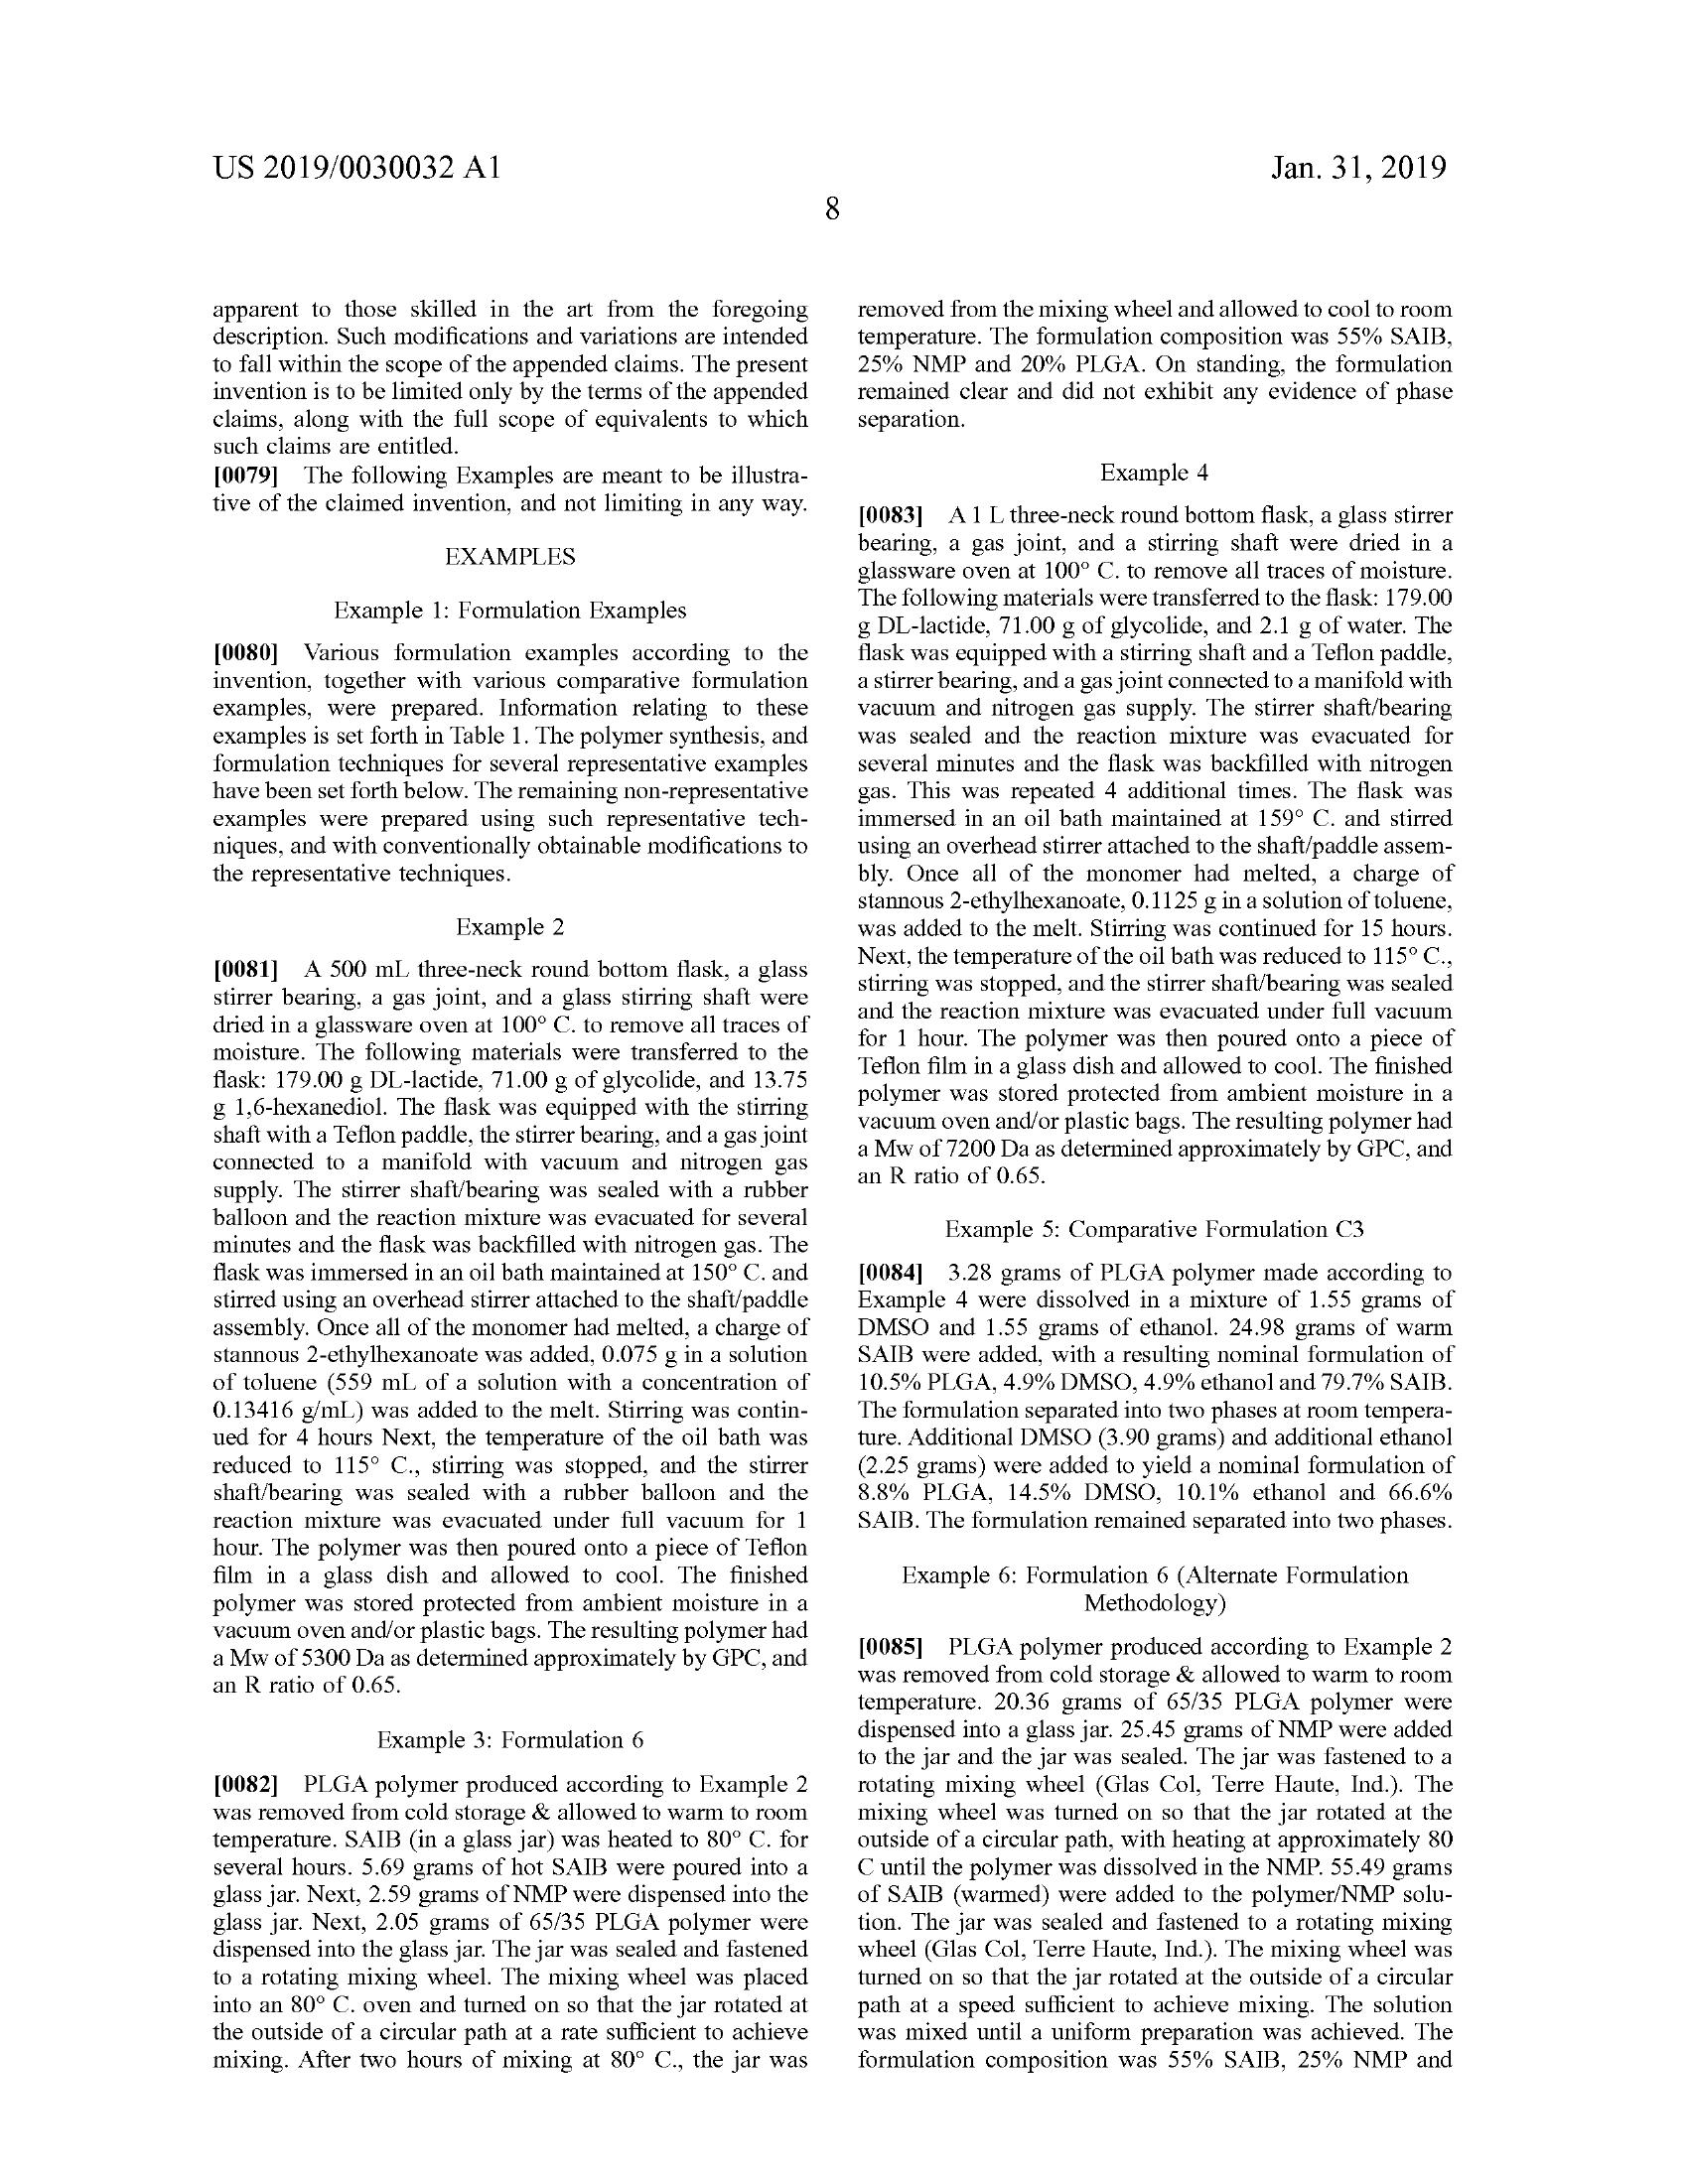 US 2019/0030032 A1
Jan. 31, 2019
8
apparent to those skilled in the art from the foregoing
description. Such modifications and variations are intended
to fall within the scope of the appended claims. The present
invention is to be limited only by the terms of the appended
claims, along with the full scope of equivalents to which
such claims are entitled.
[0079] The following Examples are meant to be illustra-
tive of the claimed invention, and not limiting in any way.
EXAMPLES
Example 1: Formulation Examples
[0080] Various formulation examples according to the
invention, together with various comparative formulation
examples, were prepared. Information relating to these
examples is set forth in Table 1. The polymer synthesis, and
formulation techniques for several representative examples
have been set forth below. The remaining non-representative
examples were prepared using such representative tech-
niques, and with conventionally obtainable modifications to
the representative techniques.
Example 2
[0081] A 500 mL three-neck round bottom flask, a glass
stirrer bearing, a gas joint, and a glass stirring shaft were
dried in a glassware oven at 100° C. to remove all traces of
moisture. The following materials were transferred to the
flask: 179.00 g DL-lactide, 71.00 g of glycolide, and 13.75
g 1,6-hexanediol. The flask was equipped with the stirring
shaft with a Teflon paddle, the stirrer bearing, and a gas joint
connected to a manifold with vacuum and nitrogen gas
supply. The stirrer shaft/bearing was sealed with a rubber
balloon and the reaction mixture was evacuated for several
minutes and the flask was backfilled with nitrogen gas. The
flask was immersed in an oil bath maintained at 150° C. and
stirred using an overhead stirrer attached to the shaft/paddle
assembly. Once all of the monomer had melted, a charge of
stannous 2-ethylhexanoate was added, 0.075 g in a solution
of toluene (559 mL of a solution with a concentration of
0.13416 g/mL) was added to the melt. Stirring was contin-
ued for 4 hours Next, the temperature of the oil bath was
reduced to 115° C., stirring was stopped, and the stirrer
shaft/bearing was sealed with a rubber balloon and the
reaction mixture was evacuated under full vacuum for 1
hour. The polymer was then poured onto a piece of Teflon
film in a glass dish and allowed to cool. The finished
polymer was stored protected from ambient moisture in a
vacuum oven and/or plastic bags. The resulting polymer had
a Mw of 5300 Da as determined approximately by GPC, and
an R ratio of 0.65.
Example 3: Formulation 6
[0082] PLGA polymer produced according to Example 2
was removed from cold storage & allowed to warm to room
temperature. SAIB (in a glass jar) was heated to 80° C. for
several hours. 5.69 grams of hot SAIB were poured into a
glass jar. Next, 2.59 grams of NMP were dispensed into the
glass jar. Next, 2.05 grams of 65/35 PLGA polymer were
dispensed into the glass jar. The jar was sealed and fastened
to a rotating mixing wheel. The mixing wheel was placed
into an 80° C. oven and turned on so that the jar rotated at
the outside of a circular path at a rate sufficient to achieve
mixing. After two hours of mixing at 80° C., the jar was
removed from the mixing wheel and allowed to cool to room
temperature. The formulation composition was 55% SAIB,
25% NMP and 20% PLGA. On standing, the formulation
remained clear and did not exhibit any evidence of phase
separation.
Example 4
[0083] A 1 L three-neck round bottom flask, a glass stirrer
bearing, a gas joint, and a stirring shaft were dried in a
glassware oven at 100° C. to remove all traces of moisture.
The following materials were transferred to the flask: 179.00
g DL-lactide, 71.00 g of glycolide, and 2.1 g of water. The
flask was equipped with a stirring shaft and a Teflon paddle,
a stirrer bearing, and a gas joint connected to a manifold with
vacuum and nitrogen gas supply. The stirrer shaft/bearing
was sealed and the reaction mixture was evacuated for
several minutes and the flask was backfilled with nitrogen
gas. This was repeated 4 additional times. The flask was
immersed in an oil bath maintained at 159° C. and stirred
using an overhead stirrer attached to the shaft/paddle assem-
bly. Once all of the monomer had melted, a charge of
stannous 2-ethylhexanoate, 0.1125 g in a solution of toluene,
was added to the melt. Stirring was continued for 15 hours.
Next, the temperature of the oil bath was reduced to 115° C.,
stirring was stopped, and the stirrer shaft/bearing was sealed
and the reaction mixture was evacuated under full vacuum
for 1 hour. The polymer was then poured onto a piece of
Teflon film in a glass dish and allowed to cool. The finished
polymer was stored protected from ambient moisture in a
vacuum oven and/or plastic bags. The resulting polymer had
a Mw of 7200 Da as determined approximately by GPC, and
an R ratio of 0.65.
Example 5: Comparative Formulation C3
[0084] 3.28 grams of PLGA polymer made according to
Example 4 were dissolved in a mixture of 1.55 grams of
DMSO and 1.55 grams of ethanol. 24.98 grams of warm
SAIB were added, with a resulting nominal formulation of
10.5% PLGA, 4.9% DMSO, 4.9% ethanol and 79.7% SAIB.
The formulation separated into two phases at room tempera-
ture. Additional DMSO (3.90 grams) and additional ethanol
(2.25 grams) were added to yield a nominal formulation of
8.8% PLGA, 14.5% DMSO, 10.1% ethanol and 66.6%
SAIB. The formulation remained separated into two phases.
Example 6: Formulation 6 (Alternate Formulation
Methodology)
[0085] PLGA polymer produced according to Example 2
was removed from cold storage & allowed to warm to room
temperature. 20.36 grams of 65/35 PLGA polymer were
dispensed into a glass jar. 25.45 grams of NMP were added
to the jar and the jar was sealed. The jar was fastened to a
rotating mixing wheel (Glas Col, Terre Haute, Ind.). The
mixing wheel was turned on so that the jar rotated at the
outside of a circular path, with heating at approximately 80
C until the polymer was dissolved in the NMP. 55.49 grams
of SAIB (warmed) were added to the polymer/NMP solu-
tion. The jar was sealed and fastened to a rotating mixing
wheel (Glas Col, Terre Haute, Ind.). The mixing wheel was
turned on so that the jar rotated at the outside of a circular
path at a speed sufficient to achieve mixing. The solution
was mixed until a uniform preparation was achieved. The
formulation composition was 55% SAIB, 25% NMP and